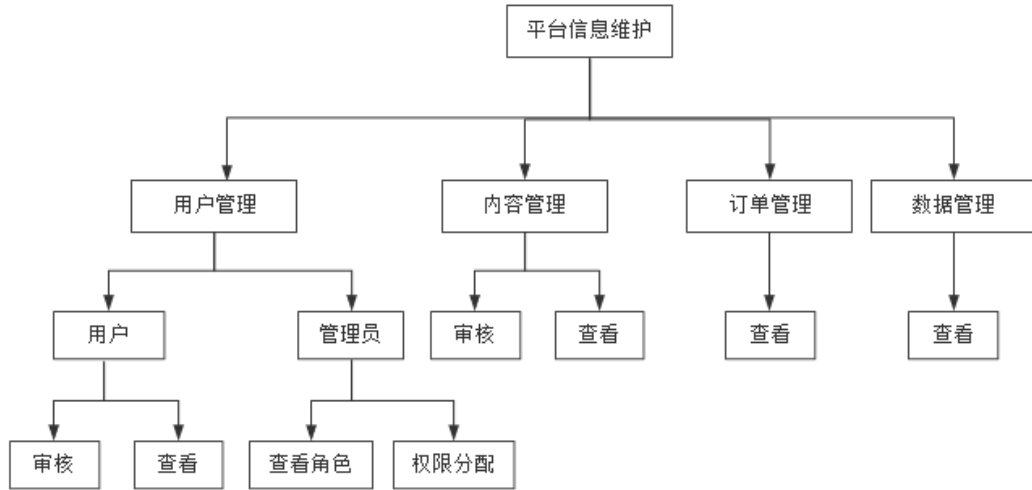 平台信息维护
用户管理
内容管理
订单管理
数据管理
用户
管理员
审核
查看
查看
查看
审核
查看
查看角色
权限分配